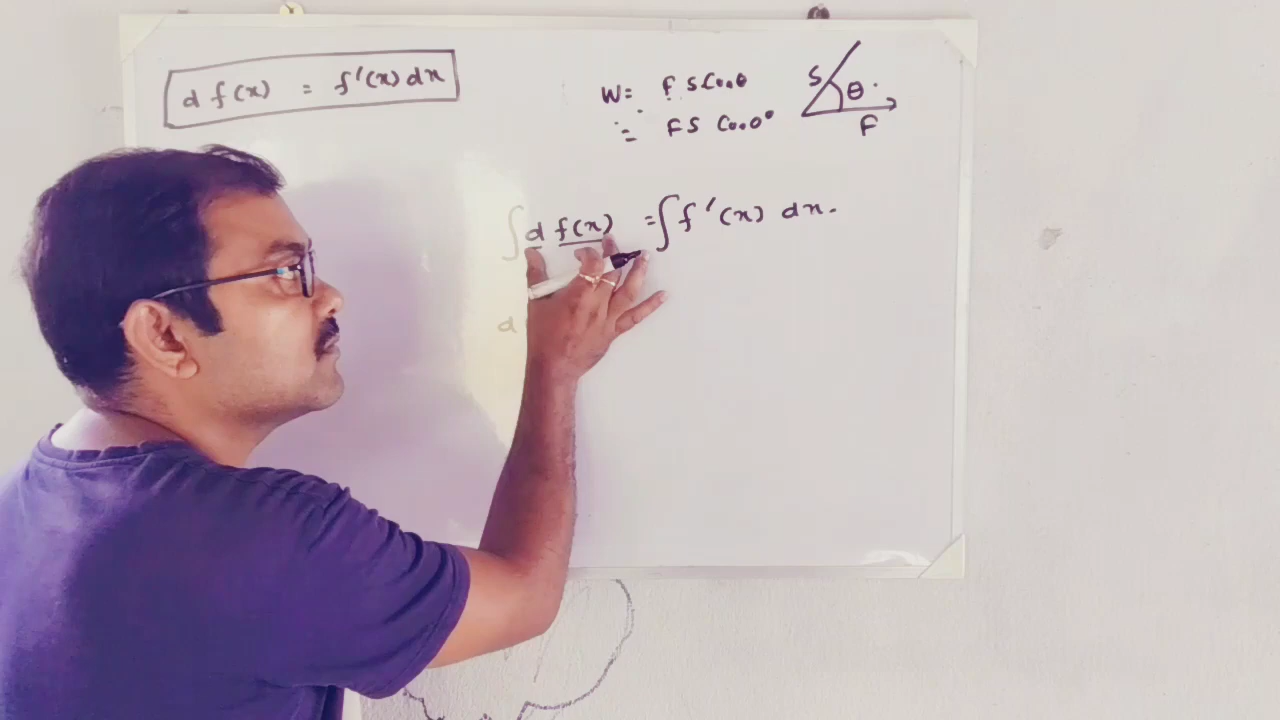 d f(x) = f'(x) dx
W = F S Cos θ
= F S Cos 0°
S
θ
F
∫ d f(x) = ∫ f'(x) dx.
d